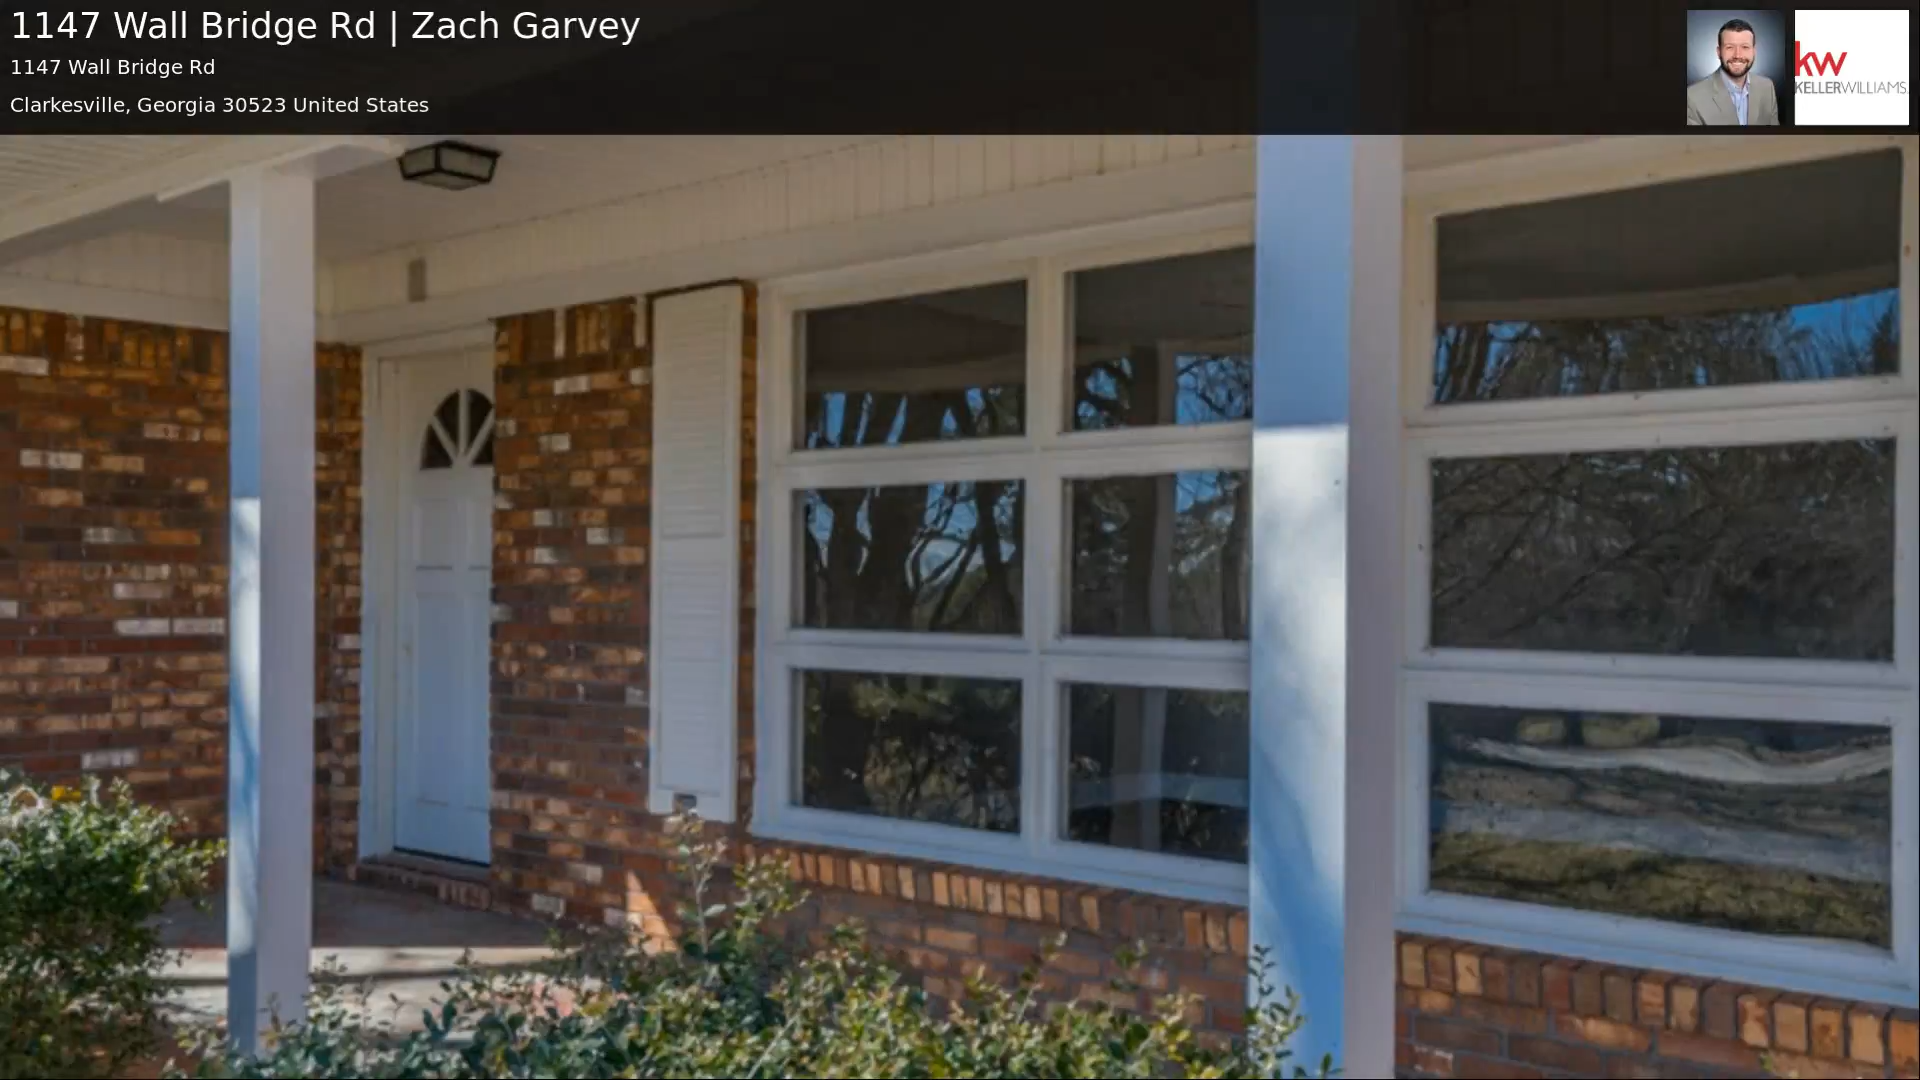 1147 Wall Bridge Rd | Zach Garvey
1147 Wall Bridge Rd
Clarkesville, Georgia 30523 United States
kw
KELLERWILLIAMS.